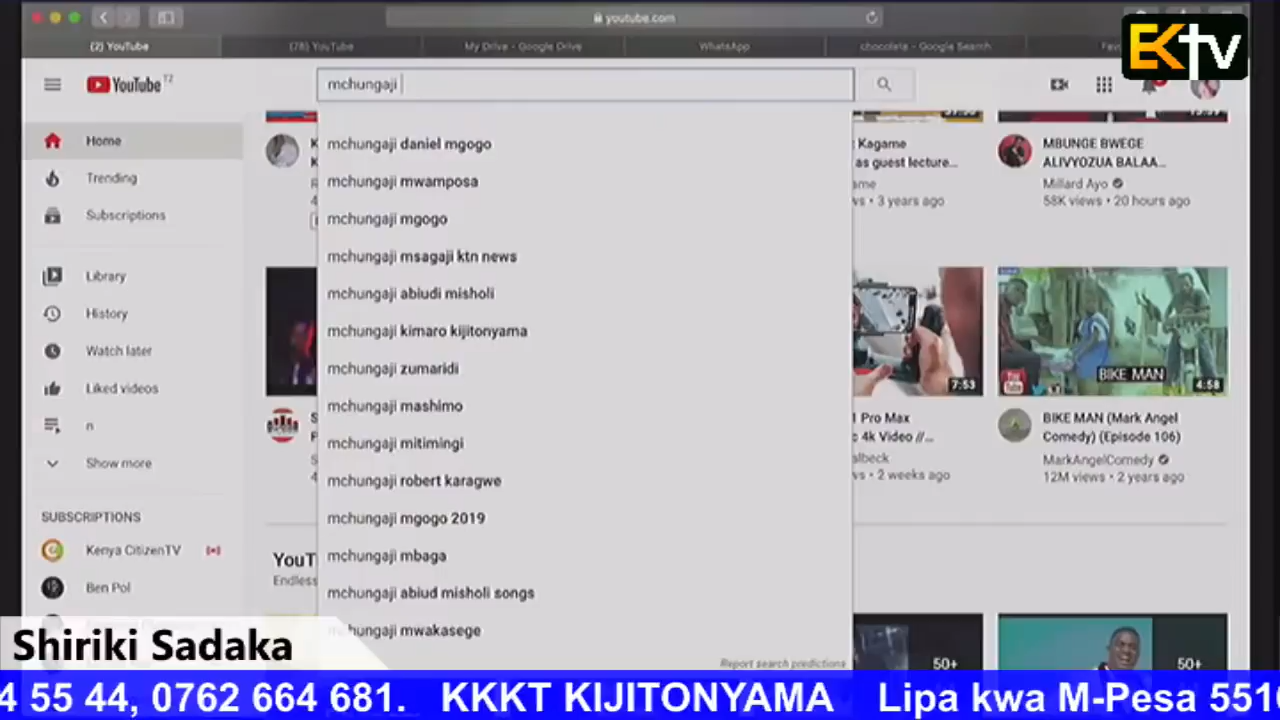 youtube.com
(2) YouTube
(78) YouTube
My Drive - Google Drive
WhatsApp
chocolate - Google Search
EKTV
YouTube TZ
mchungaji
Home
Trending
Subscriptions
Library
History
Watch later
Liked videos
n
Show more
SUBSCRIPTIONS
Kenya CitizenTV
Ben Pol
mchungaji daniel mgogo
mchungaji mwamposa
mchungaji mgogo
mchungaji msagaji ktn news
mchungaji abiudi misholi
mchungaji kimaro kijitonyama
mchungaji zumaridi
mchungaji mashimo
mchungaji mitimingi
mchungaji robert karagwe
mchungaji mgogo 2019
mchungaji mbaga
mchungaji abiud misholi songs
mchungaji mwakasege
Report search predictions
Kagame
as guest lecture...
3 years ago
MBUNGE BWEGE
ALIVYOZUA BALAA...
Millard Ayo
58K views • 20 hours ago
7:53
1 Pro Max
4k Video //...
2 weeks ago
BIKE MAN
4:58
BIKE MAN (Mark Angel
Comedy) (Episode 106)
MarkAngelComedy
12M views • 2 years ago
YouT
Endless
50+
50+
Shiriki Sadaka
4 55 44, 0762 664 681. KKKT KIJITONYAMA Lipa kwa M-Pesa 551